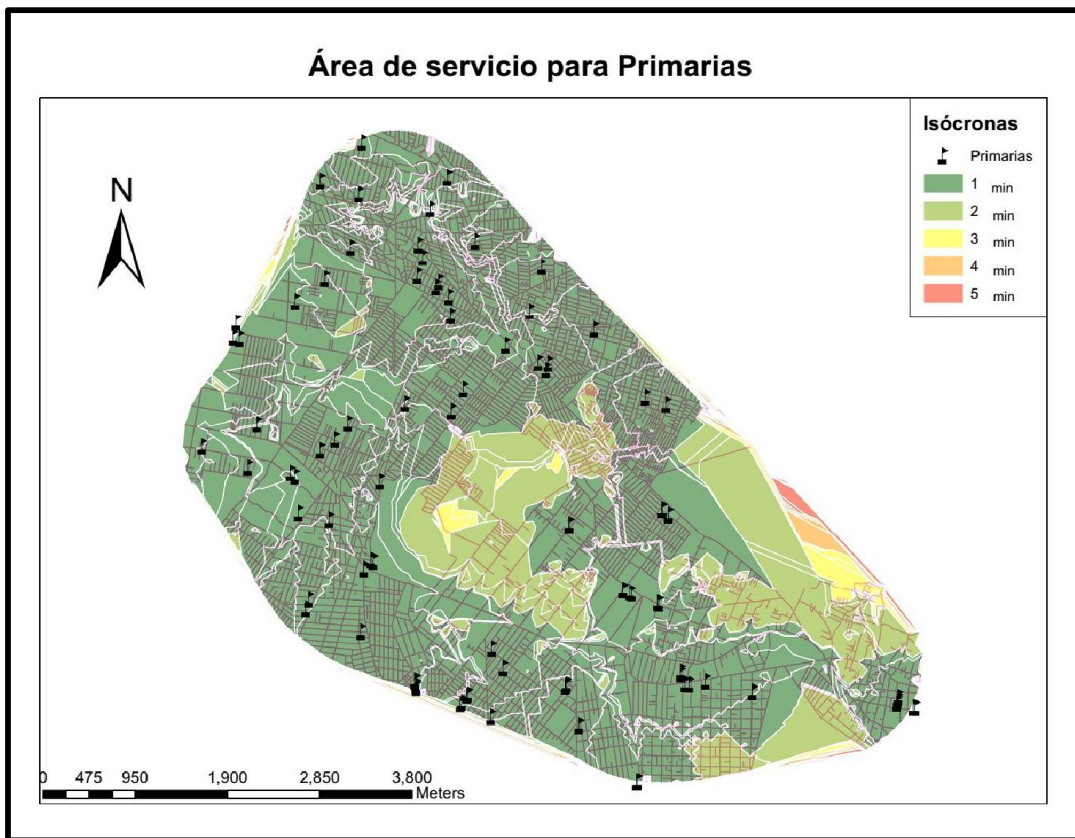 Área de servicio para Primarias
Isócronas
Primarias
1 min
2 min
3 min
4 min
5 min
N
0 475 950 1,900 2,850 3,800
Meters